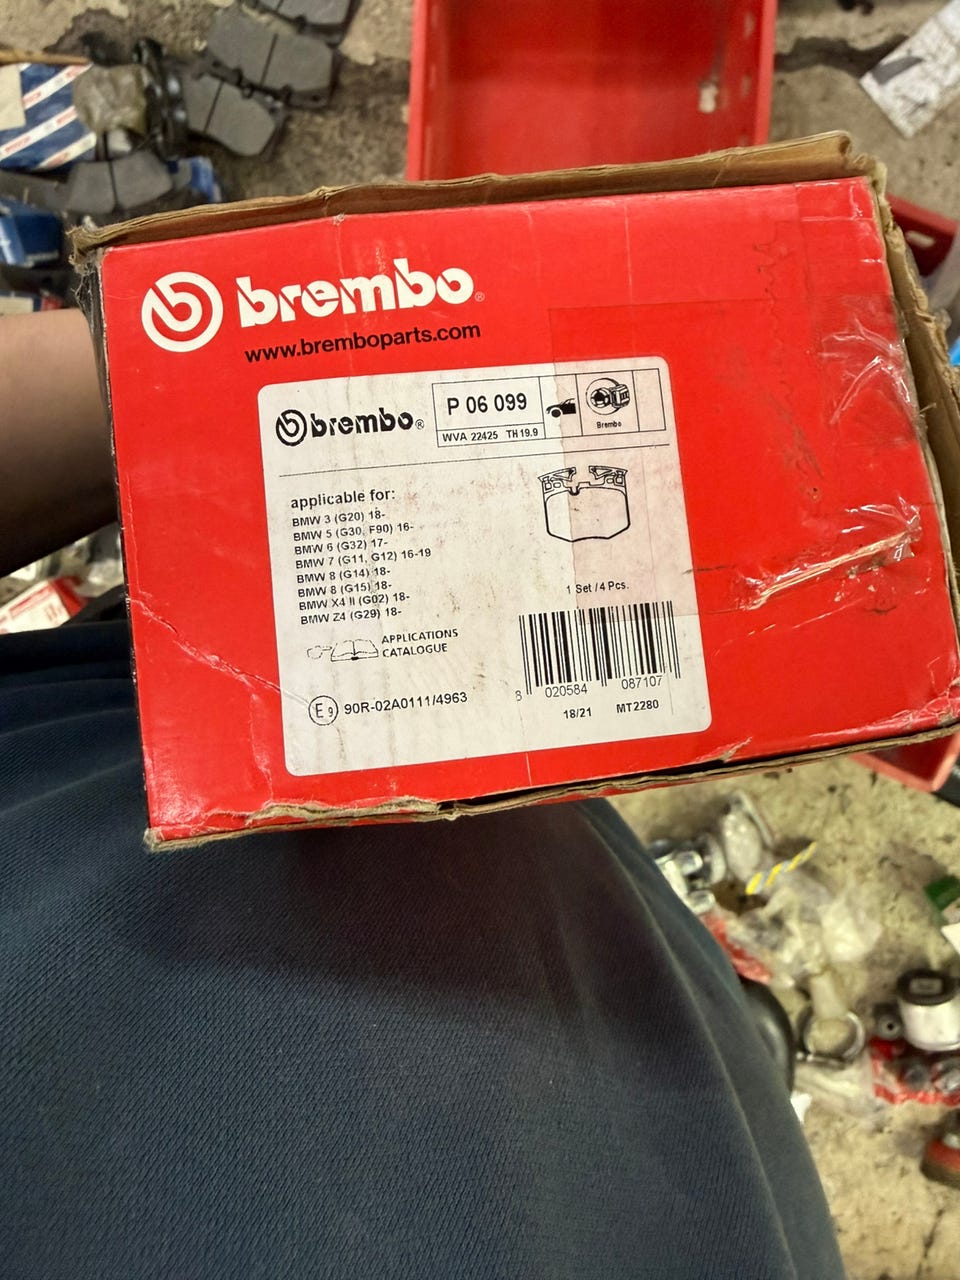 brembo®
www.bremboparts.com
brembo®
P 06 099
WVA 22425 TH 19.9
Brembo
applicable for:
BMW 3 (G20) 18-
BMW 5 (G30, F90) 16-
BMW 6 (G32) 17-
BMW 7 (G11, G12) 16-19
BMW 8 (G14) 18-
BMW 8 (G15) 18-
BMW X4 II (G02) 18-
BMW Z4 (G29) 18-
1 Set / 4 Pcs.
APPLICATIONS
CATALOGUE
8 020584 087107
E9 90R-02A0111/4963
18/21 MT2280